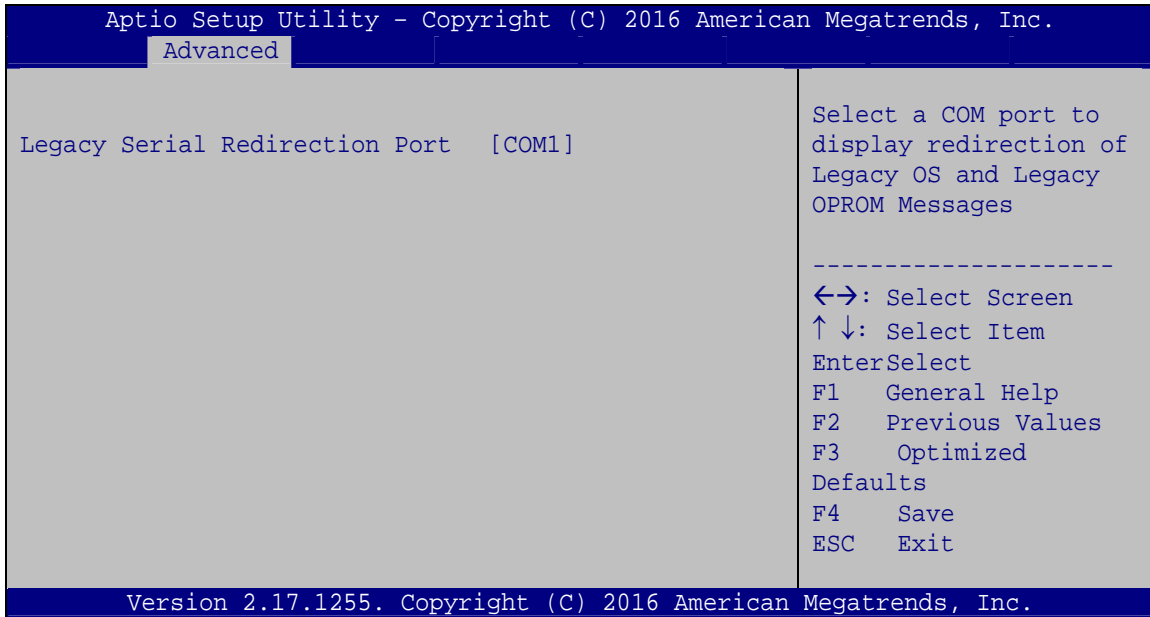 Aptio Setup Utility – Copyright (C) 2016 American Megatrends, Inc.
Advanced
Legacy Serial Redirection Port [COM1]
Select a COM port to
display redirection of
Legacy OS and Legacy
OPROM Messages
---------------------
←→: Select Screen
↑ ↓: Select Item
EnterSelect
F1 General Help
F2 Previous Values
F3 Optimized
Defaults
F4 Save
ESC Exit
Version 2.17.1255. Copyright (C) 2016 American Megatrends, Inc.